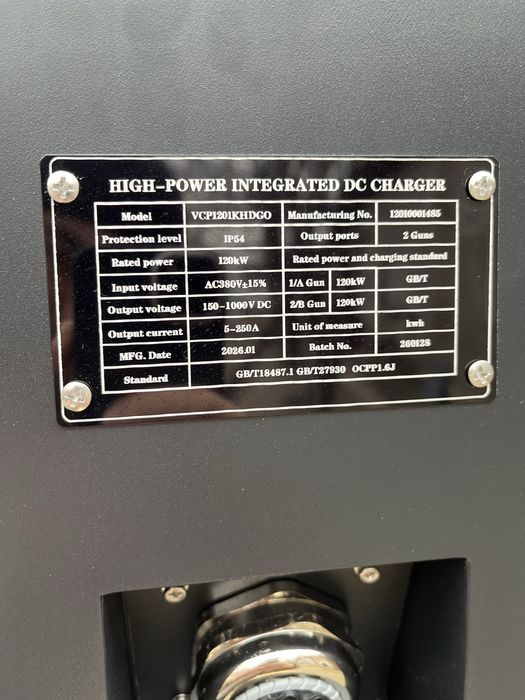 HIGH-POWER INTEGRATED DC CHARGER
Model VCP1201KHDGO Manufacturing No. 12010001485
Protection level IP54 Output ports 2 Guns
Rated power 120kW Rated power and charging standard
Input voltage AC380V±15% 1/A Gun 120kW GB/T
Output voltage 150-1000V DC 2/B Gun 120kW GB/T
Output current 5-250A Unit of measure kwh
MFG. Date 2026.01 Batch No. 260128
Standard GB/T18487.1 GB/T27930 OCPP1.6J